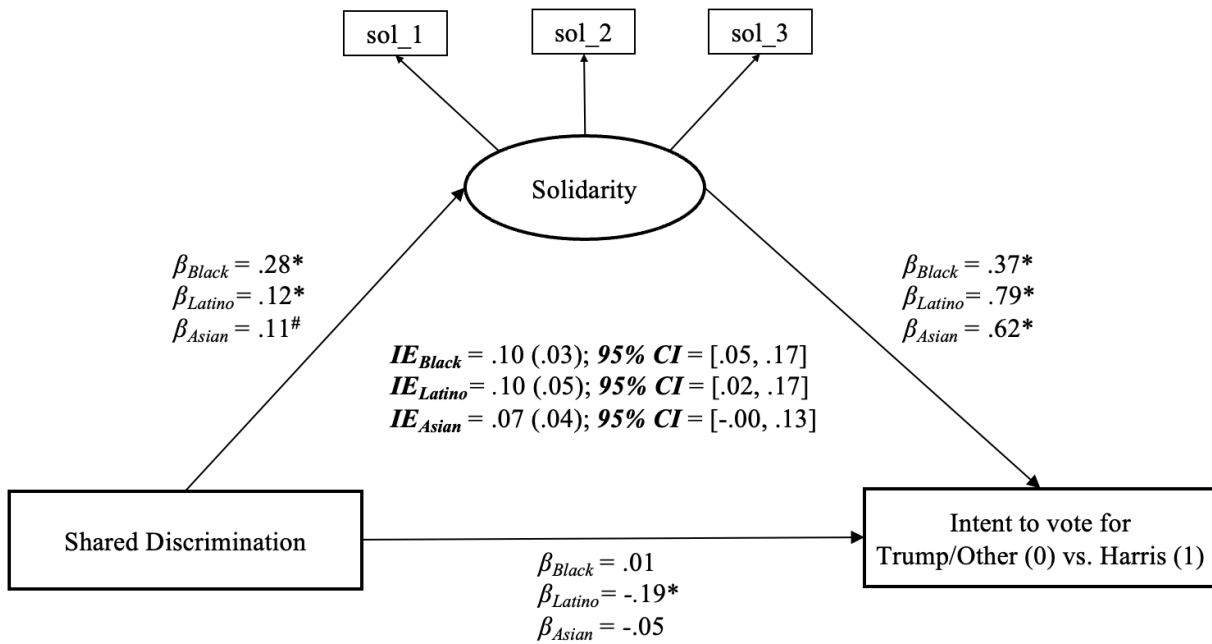 sol_1
sol_2
sol_3
Solidarity
βBlack = .28*
βLatino = .12*
βAsian = .11#
βBlack = .37*
βLatino = .79*
βAsian = .62*
IEBlack = .10 (.03); 95% CI = [.05, .17]
IELatino = .10 (.05); 95% CI = [.02, .17]
IEAsian = .07 (.04); 95% CI = [-.00, .13]
Shared Discrimination
Intent to vote for
Trump/Other (0) vs. Harris (1)
βBlack = .01
βLatino = -.19*
βAsian = -.05